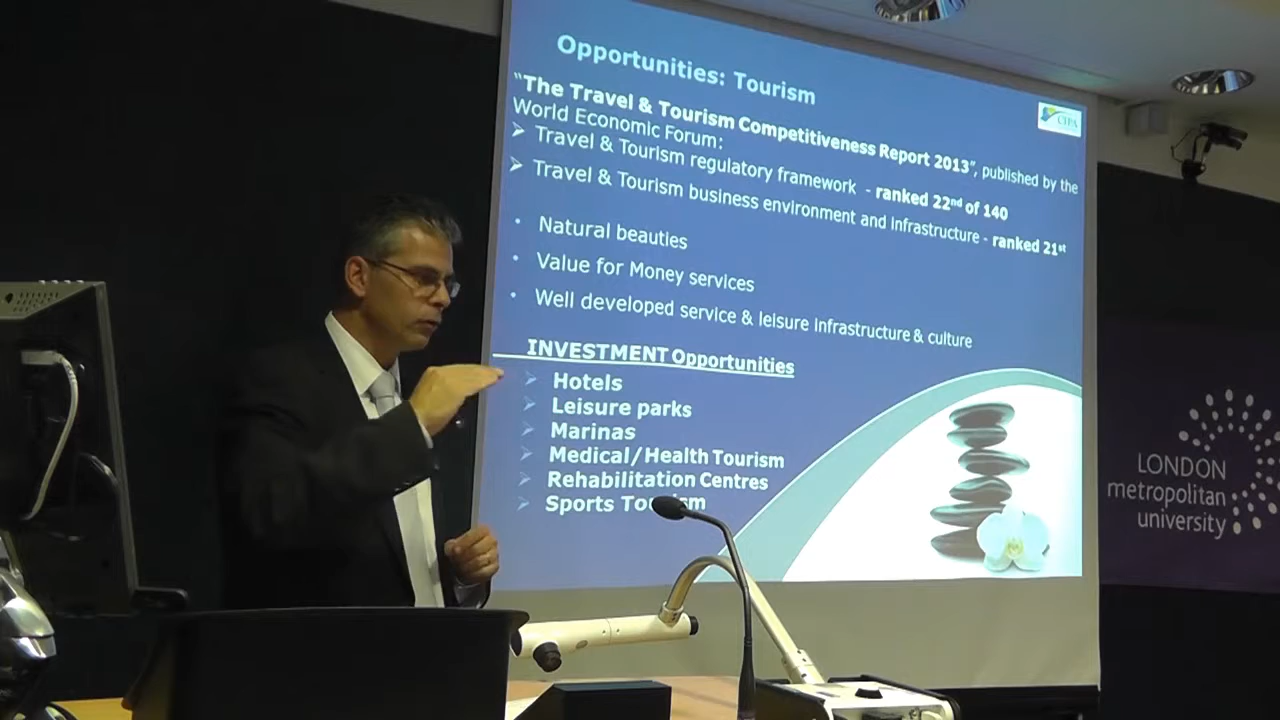 Opportunities: Tourism
"The Travel & Tourism Competitiveness Report 2013", published by the
World Economic Forum:
Travel & Tourism regulatory framework - ranked 22nd of 140
Travel & Tourism business environment and infrastructure - ranked 21st
• Natural beauties
• Value for Money services
• Well developed service & leisure infrastructure & culture
INVESTMENT Opportunities
Hotels
Leisure parks
Marinas
Medical/Health Tourism
Rehabilitation Centres
Sports Tourism
CIPA
LONDON
metropolitan
university